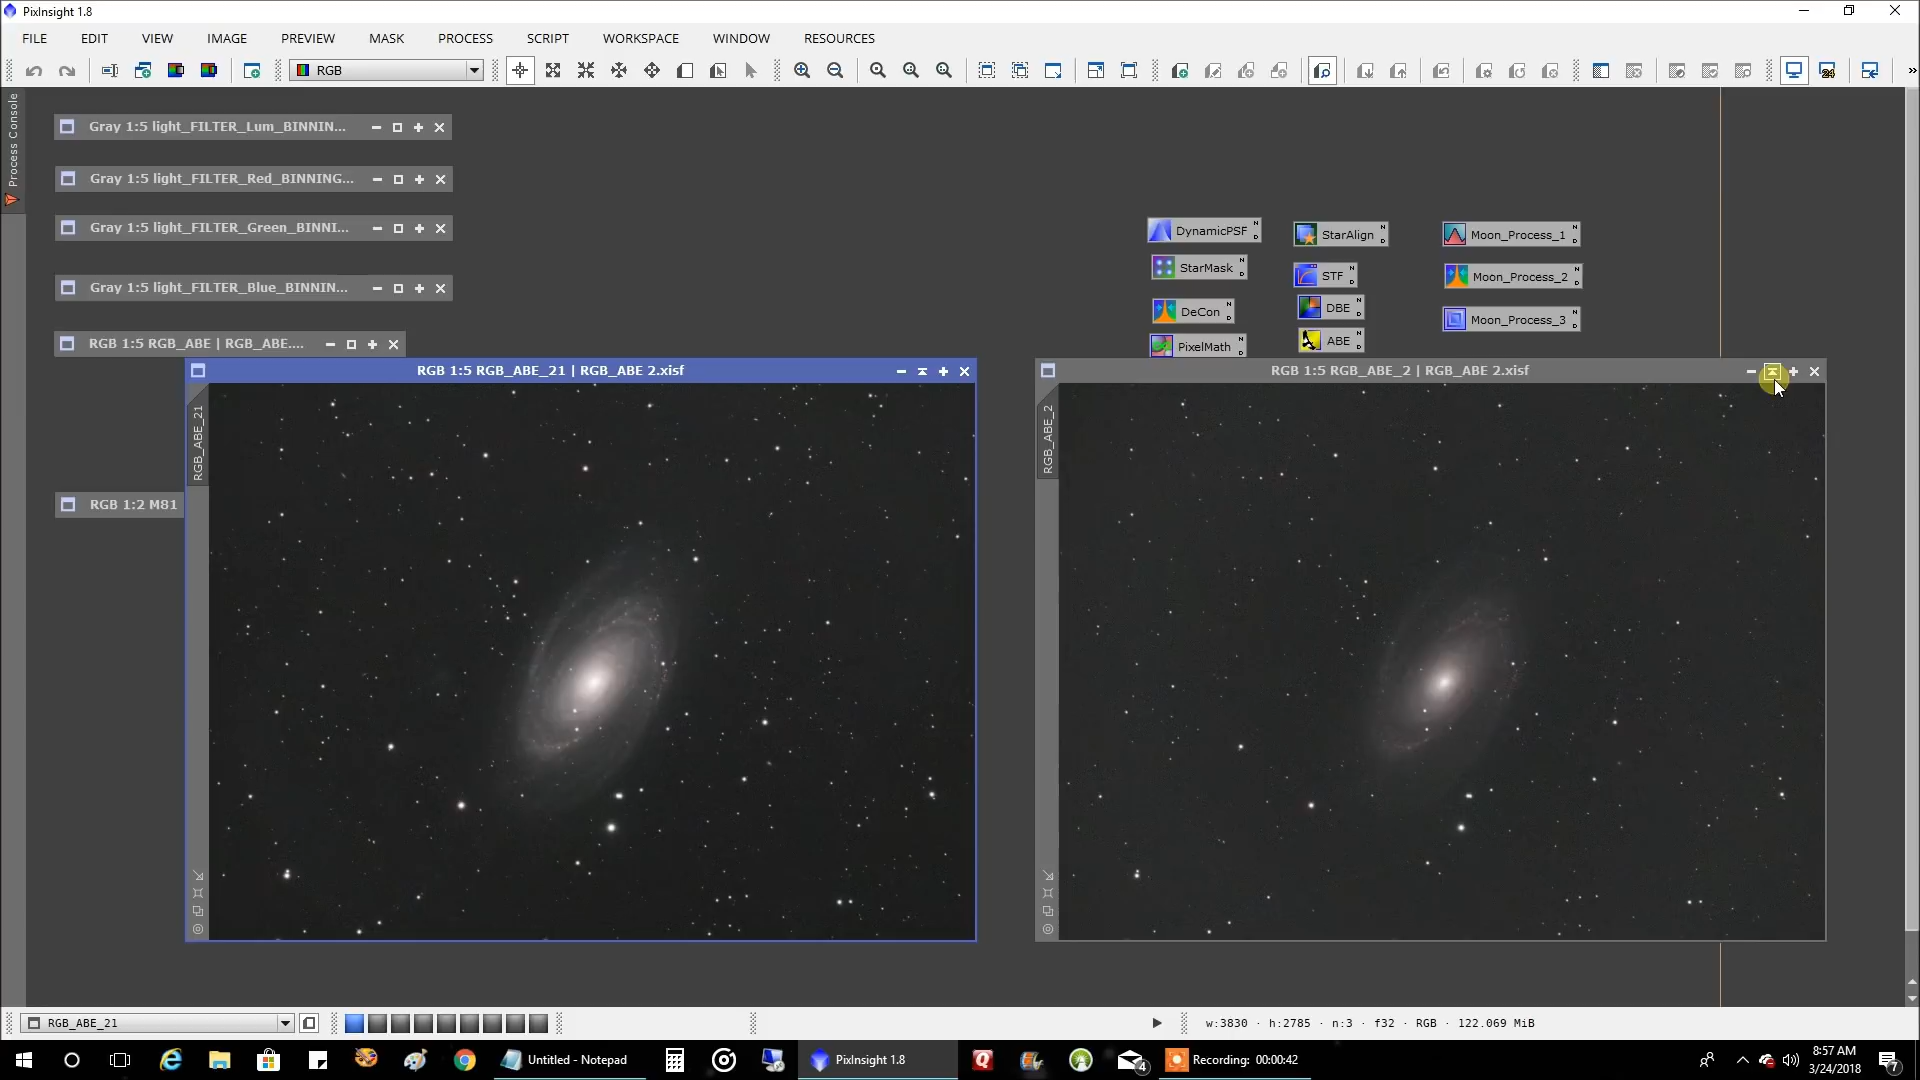 PixInsight 1.8
FILE EDIT VIEW IMAGE PREVIEW MASK PROCESS SCRIPT WORKSPACE WINDOW RESOURCES
RGB
24
»
Process Console
Gray 1:5 light_FILTER_Lum_BINNIN...
Gray 1:5 light_FILTER_Red_BINNING...
Gray 1:5 light_FILTER_Green_BINNI...
Gray 1:5 light_FILTER_Blue_BINNIN...
RGB 1:5 RGB_ABE | RGB_ABE....
RGB 1:2 M81
DynamicPSF N D
StarMask N D
DeCon N D
PixelMath N D
StarAlign N D
STF N D
DBE N D
ABE N D
Moon_Process_1 N D
Moon_Process_2 N D
Moon_Process_3 N D
RGB 1:5 RGB_ABE_21 | RGB_ABE 2.xisf
RGB_ABE_21
RGB 1:5 RGB_ABE_2 | RGB_ABE 2.xisf
RGB_ABE_2
RGB_ABE_21
w:3830 · h:2785 · n:3 · f32 · RGB · 122.069 MiB
Untitled - Notepad
PixInsight 1.8
4
Recording: 00:00:42
8:57 AM
3/24/2018
7